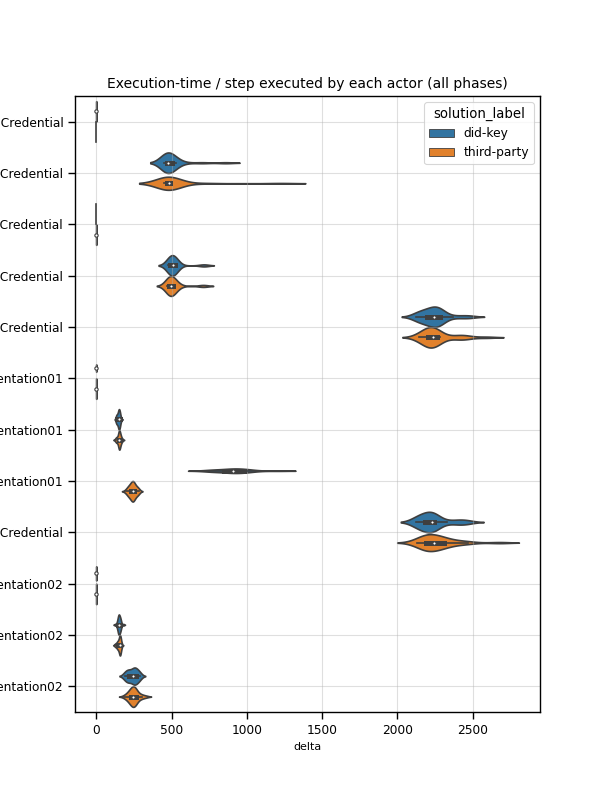 Execution-time / step executed by each actor (all phases)
solution_label
did-key
third-party
Credential
Credential
Credential
Credential
Credential
entation01
entation01
entation01
Credential
entation02
entation02
entation02
0 500 1000 1500 2000 2500
delta